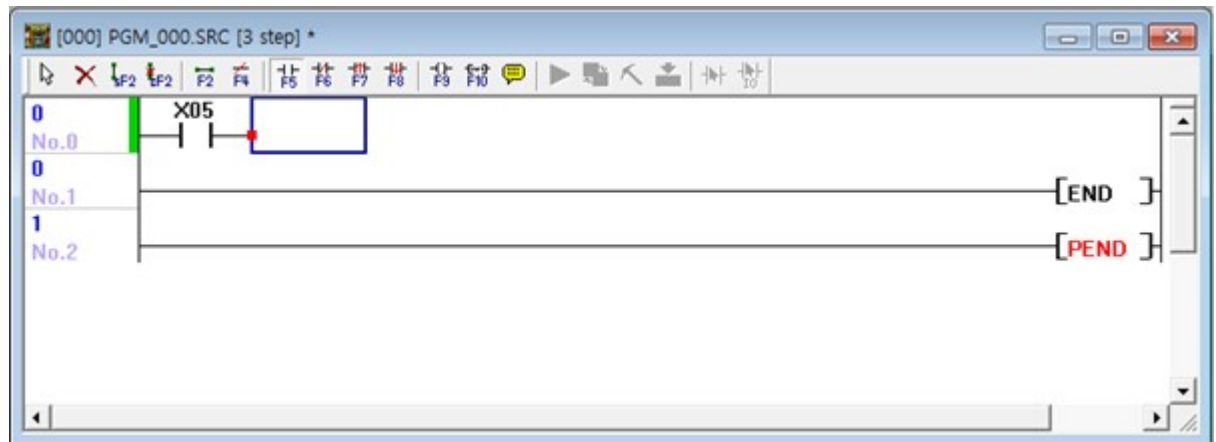 [000] PGM_000.SRC [3 step] *
F2 F2 F2 F4 F5 F6 F7 F8 F9 F10
0 X05
No.0
0
No.1 END
1
No.2 PEND